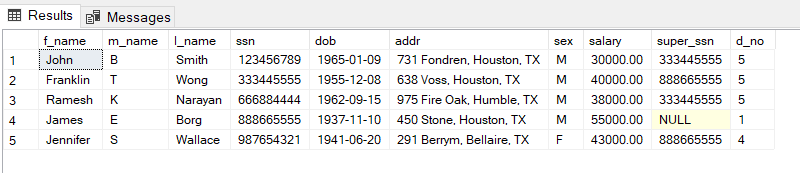 Results Messages
f_name m_name l_name ssn dob addr sex salary super_ssn d_no
1 John B Smith 123456789 1965-01-09 731 Fondren, Houston, TX M 30000.00 333445555 5
2 Franklin T Wong 333445555 1955-12-08 638 Voss, Houston, TX M 40000.00 888665555 5
3 Ramesh K Narayan 666884444 1962-09-15 975 Fire Oak, Humble, TX M 38000.00 333445555 5
4 James E Borg 888665555 1937-11-10 450 Stone, Houston, TX M 55000.00 NULL 1
5 Jennifer S Wallace 987654321 1941-06-20 291 Berrym, Bellaire, TX F 43000.00 888665555 4